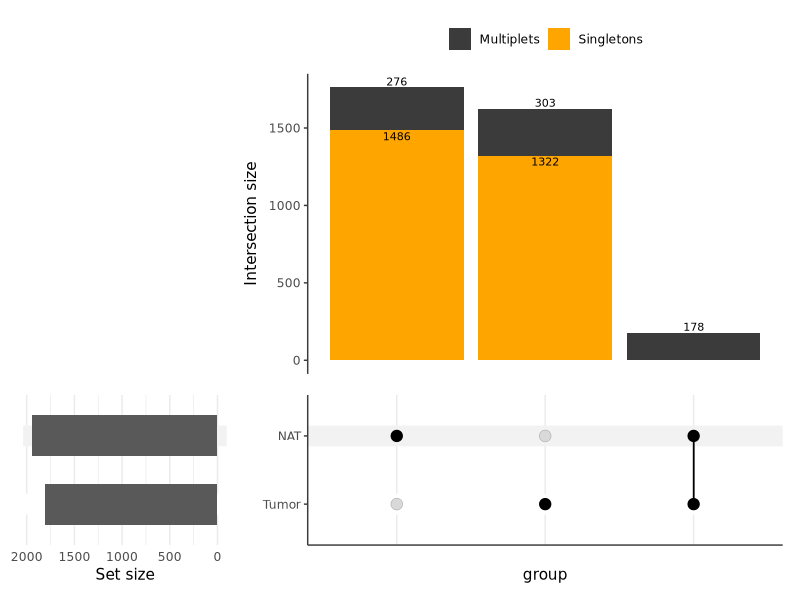 Multiplets Singletons
276
303
1500
1486
1322
1000
Intersection size
500
178
0
NAT
Tumor
2000 1500 1000 500 0
Set size
group